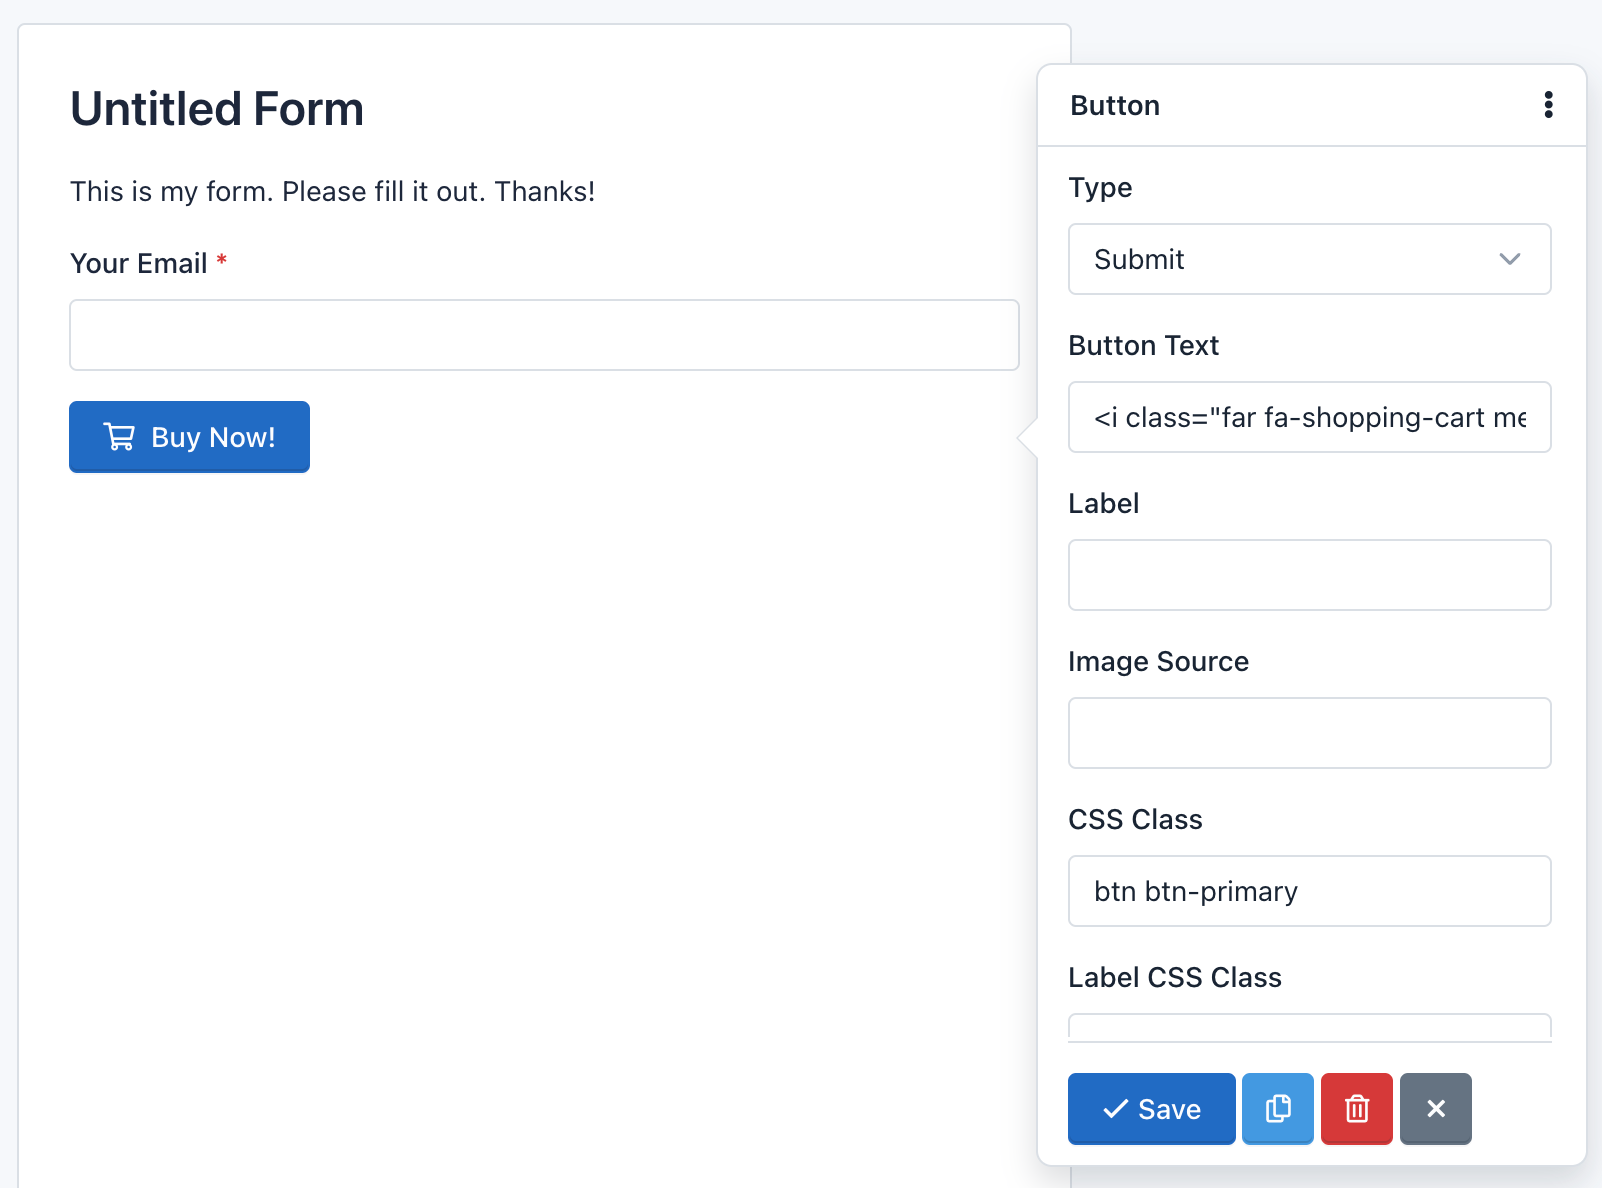 Untitled Form
This is my form. Please fill it out. Thanks!
Your Email *
Buy Now!
Button
Type
Submit
Button Text
<i class="far fa-shopping-cart me
Label
Image Source
CSS Class
btn btn-primary
Label CSS Class
Save